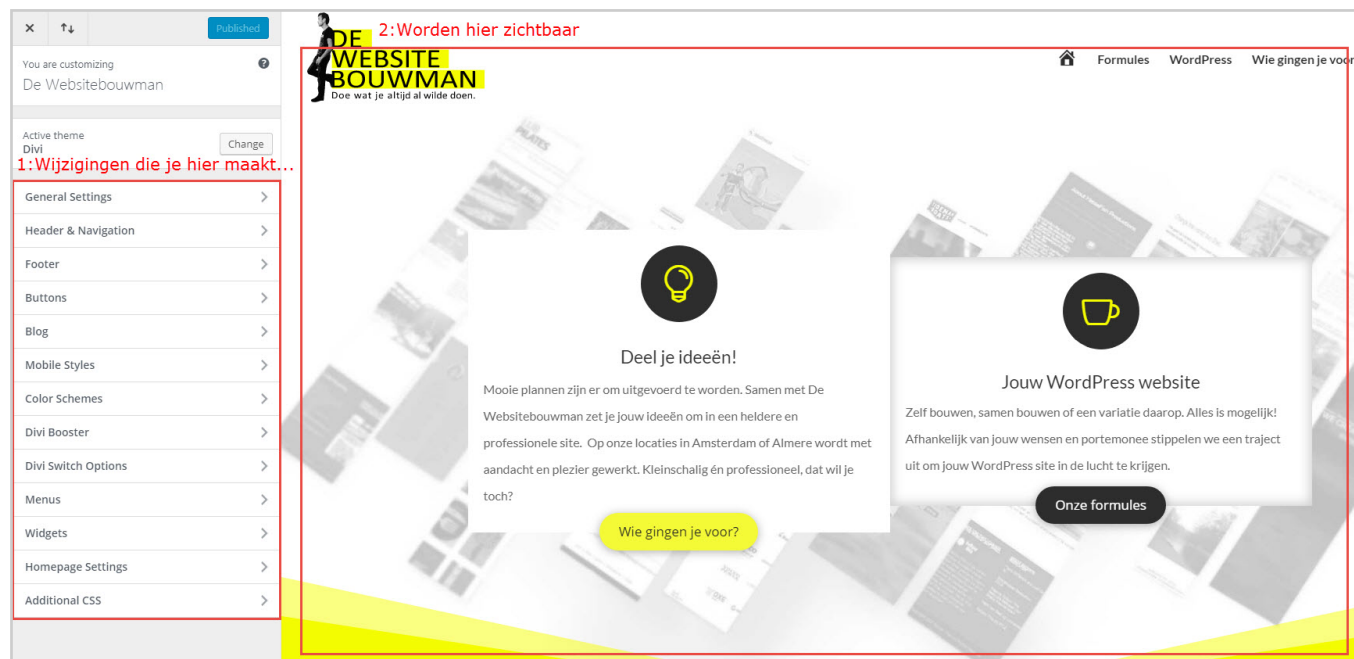 Published
You are customizing
De Websitebouwman
Active theme
Divi
Change
1:Wijzigingen die je hier maakt...
General Settings
Header & Navigation
Footer
Buttons
Blog
Mobile Styles
Color Schemes
Divi Booster
Divi Switch Options
Menus
Widgets
Homepage Settings
Additional CSS
2:Worden hier zichtbaar
DE
WEBSITE
BOUWMAN
Doe wat je altijd al wilde doen.
Formules WordPress Wie gingen je voor
PILATES
Deel je ideeën!
Mooie plannen zijn er om uitgevoerd te worden. Samen met De
Websitebouwman zet je jouw ideeën om in een heldere en
professionele site. Op onze locaties in Amsterdam of Almere wordt met
aandacht en plezier gewerkt. Kleinschalig én professioneel, dat wil je
toch?
Wie gingen je voor?
Jouw WordPress website
Zelf bouwen, samen bouwen of een variatie daarop. Alles is mogelijk!
Afhankelijk van jouw wensen en portemonee stippelen we een traject
uit om jouw WordPress site in de lucht te krijgen.
Onze formules